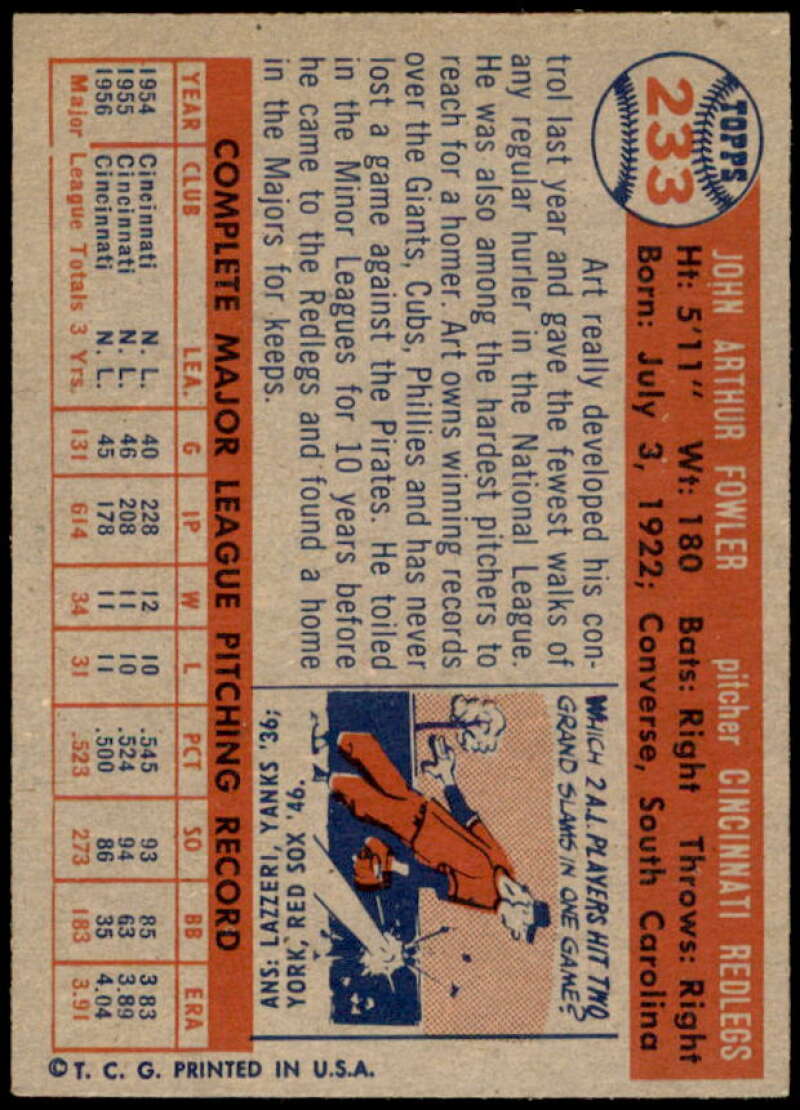 TOPPS
233
JOHN ARTHUR FOWLER pitcher CINCINNATI REDLEGS
Ht: 5'11" Wt: 180 Bats: Right Throws: Right
Born: July 3, 1922; Converse, South Carolina
Art really developed his con-
trol last year and gave the fewest walks of
any regular hurler in the National League.
He was also among the hardest pitchers to
reach for a homer. Art owns winning records
over the Giants, Cubs, Phillies and has never
lost a game against the Pirates. He toiled
in the Minor Leagues for 10 years before
he came to the Redlegs and found a home
in the Majors for keeps.
WHICH 2 A.L. PLAYERS HIT TWO
GRAND SLAMS IN ONE GAME?
ANS: LAZZERI, YANKS '36;
YORK, RED SOX '46.
COMPLETE MAJOR LEAGUE PITCHING RECORD
YEAR CLUB LEA. G IP W L PCT SO BB ERA
1954 Cincinnati N. L. 40 228 12 10 .545 93 85 3.83
1955 Cincinnati N. L. 46 208 11 10 .524 94 63 3.89
1956 Cincinnati N. L. 45 178 11 11 .500 86 35 4.04
Major League Totals 3 Yrs. 131 614 34 31 .523 273 183 3.91
© T. C. G. PRINTED IN U.S.A.